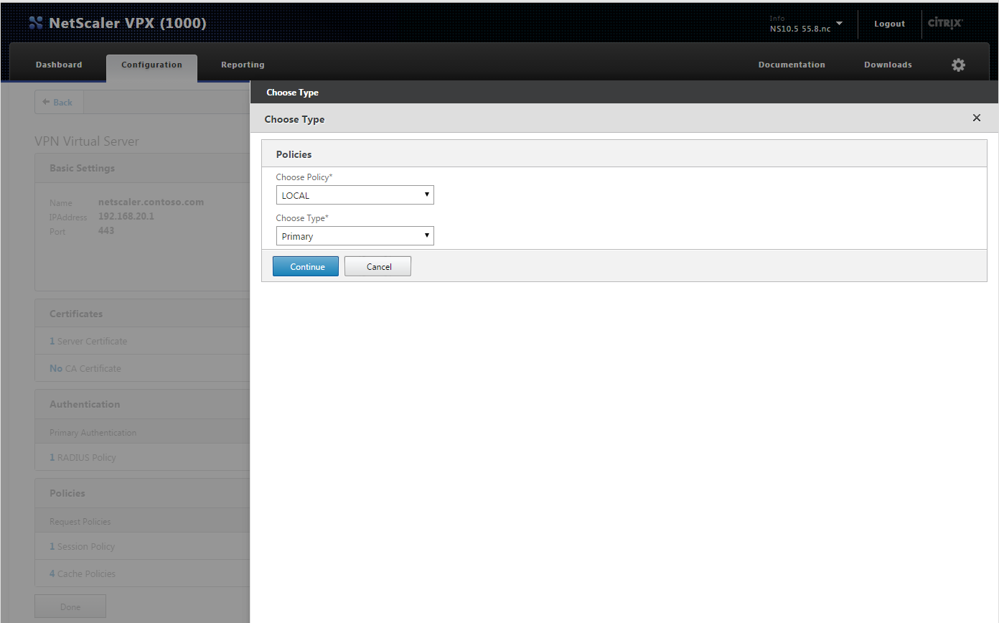 NetScaler VPX (1000)
Info
NS10.5 55.8.nc
Logout
CİTRIX
Dashboard
Configuration
Reporting
Documentation
Downloads
Back
Choose Type
Choose Type
VPN Virtual Server
Basic Settings
Name netscaler.contoso.com
IPAddress 192.168.20.1
Port 443
Policies
Choose Policy*
LOCAL
Choose Type*
Primary
Continue
Cancel
Certificates
1 Server Certificate
No CA Certificate
Authentication
Primary Authentication
1 RADIUS Policy
Policies
Request Policies
1 Session Policy
4 Cache Policies
Done